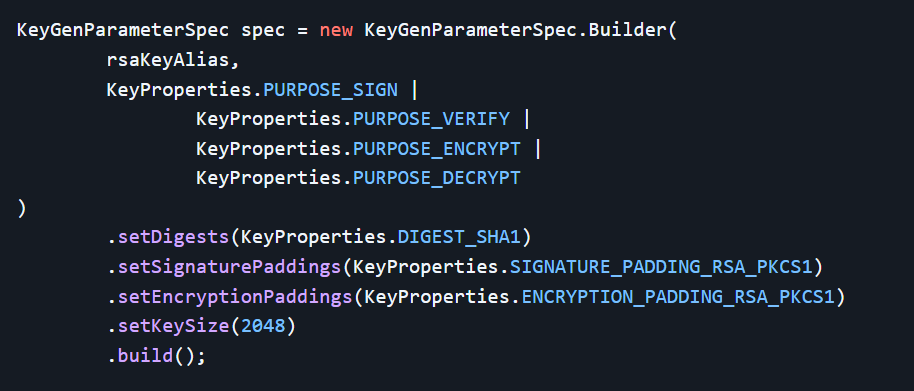 KeyGenParameterSpec spec = new KeyGenParameterSpec.Builder(
        rsaKeyAlias,
        KeyProperties.PURPOSE_SIGN |
                KeyProperties.PURPOSE_VERIFY |
                KeyProperties.PURPOSE_ENCRYPT |
                KeyProperties.PURPOSE_DECRYPT
)
        .setDigests(KeyProperties.DIGEST_SHA1)
        .setSignaturePaddings(KeyProperties.SIGNATURE_PADDING_RSA_PKCS1)
        .setEncryptionPaddings(KeyProperties.ENCRYPTION_PADDING_RSA_PKCS1)
        .setKeySize(2048)
        .build();